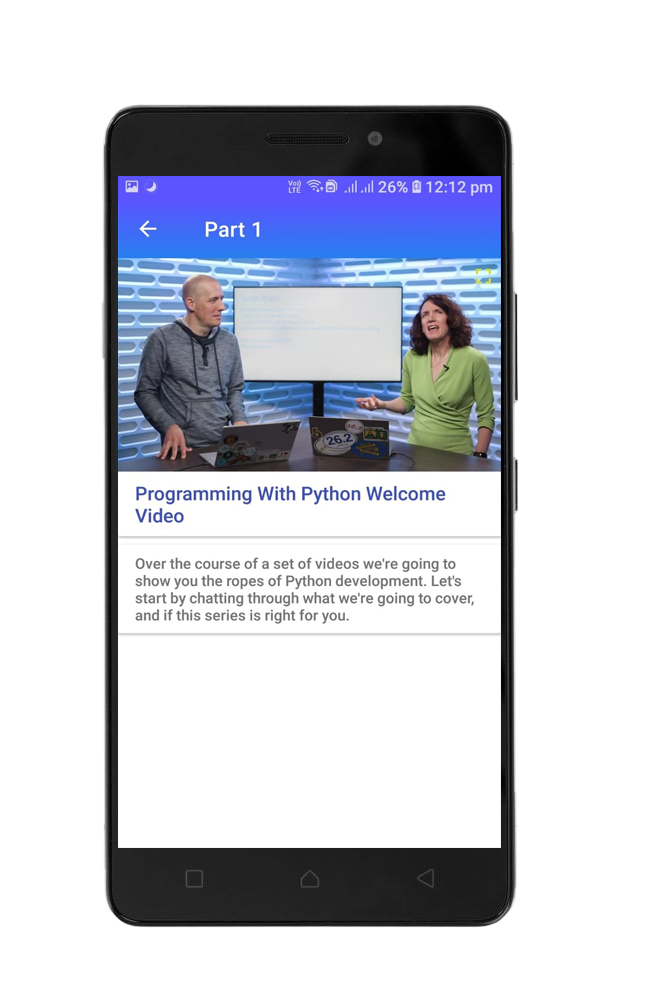 Vo))
LTE
26% 12:12 pm
Part 1
26.2
26.2
Programming With Python Welcome
Video
Over the course of a set of videos we're going to
show you the ropes of Python development. Let's
start by chatting through what we're going to cover,
and if this series is right for you.